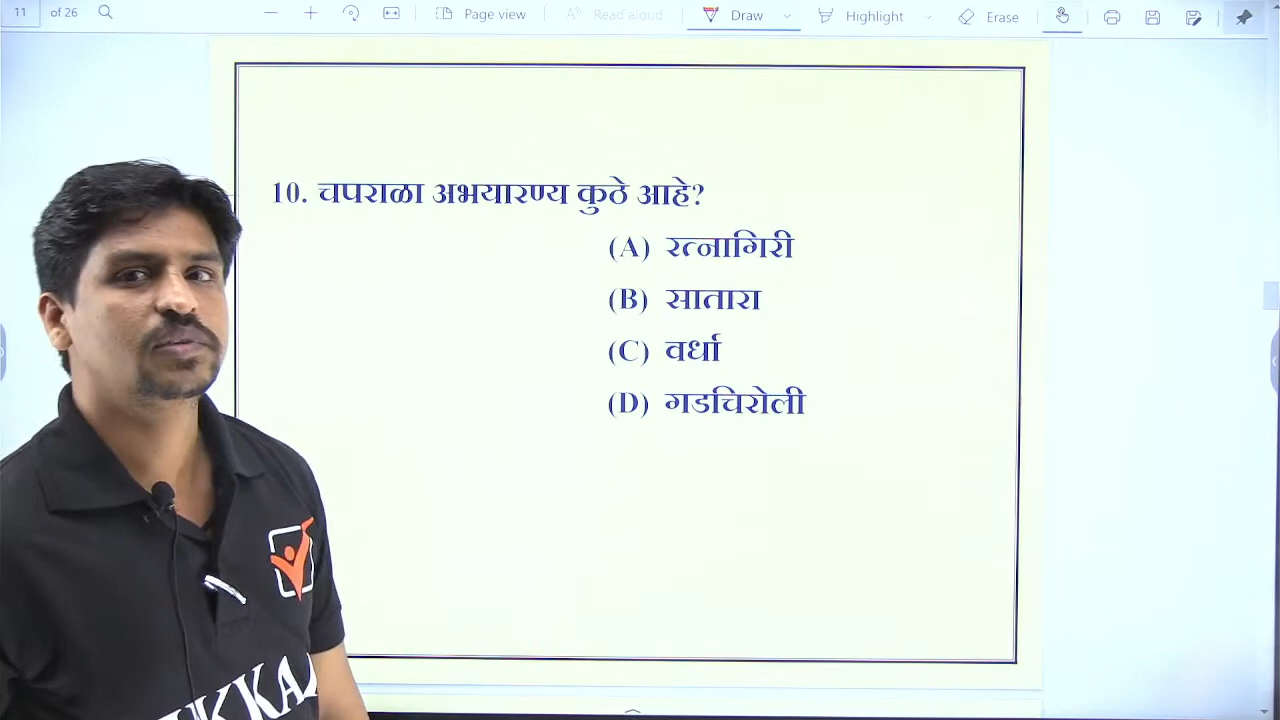 11 of 26 Page view Read aloud Draw Highlight Erase
10. चपराळा अभयारण्य कुठे आहे?
(A) रत्नागिरी
(B) सातारा
(C) वर्धा
(D) गडचिरोली